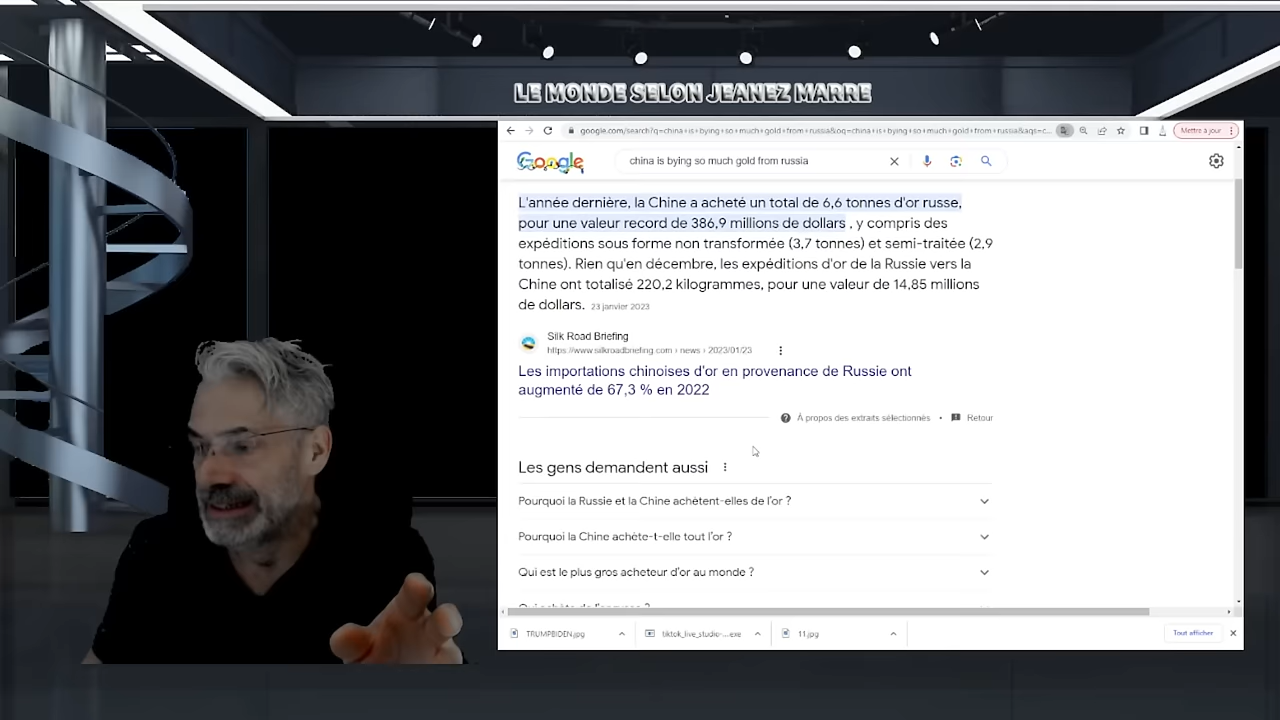 LE MONDE SELON JEANEZ MARRE
google.com/search?q=china+is+bying+so+much+gold+from+russia&oq=china+is+bying+so+much+gold+from+russia&aqs=c...
Mettre à jour
Google
china is bying so much gold from russia
L'année dernière, la Chine a acheté un total de 6,6 tonnes d'or russe,
pour une valeur record de 386,9 millions de dollars , y compris des
expéditions sous forme non transformée (3,7 tonnes) et semi-traitée (2,9
tonnes). Rien qu'en décembre, les expéditions d'or de la Russie vers la
Chine ont totalisé 220,2 kilogrammes, pour une valeur de 14,85 millions
de dollars. 23 janvier 2023
Silk Road Briefing
https://www.silkroadbriefing.com › news › 2023/01/23
Les importations chinoises d'or en provenance de Russie ont
augmenté de 67,3 % en 2022
À propos des extraits sélectionnés • Retour
Les gens demandent aussi
Pourquoi la Russie et la Chine achètent-elles de l'or ?
Pourquoi la Chine achète-t-elle tout l'or ?
Qui est le plus gros acheteur d'or au monde ?
TRUMPBIDEN.jpg
tiktok_live_studio-....exe
11.jpg
Tout afficher